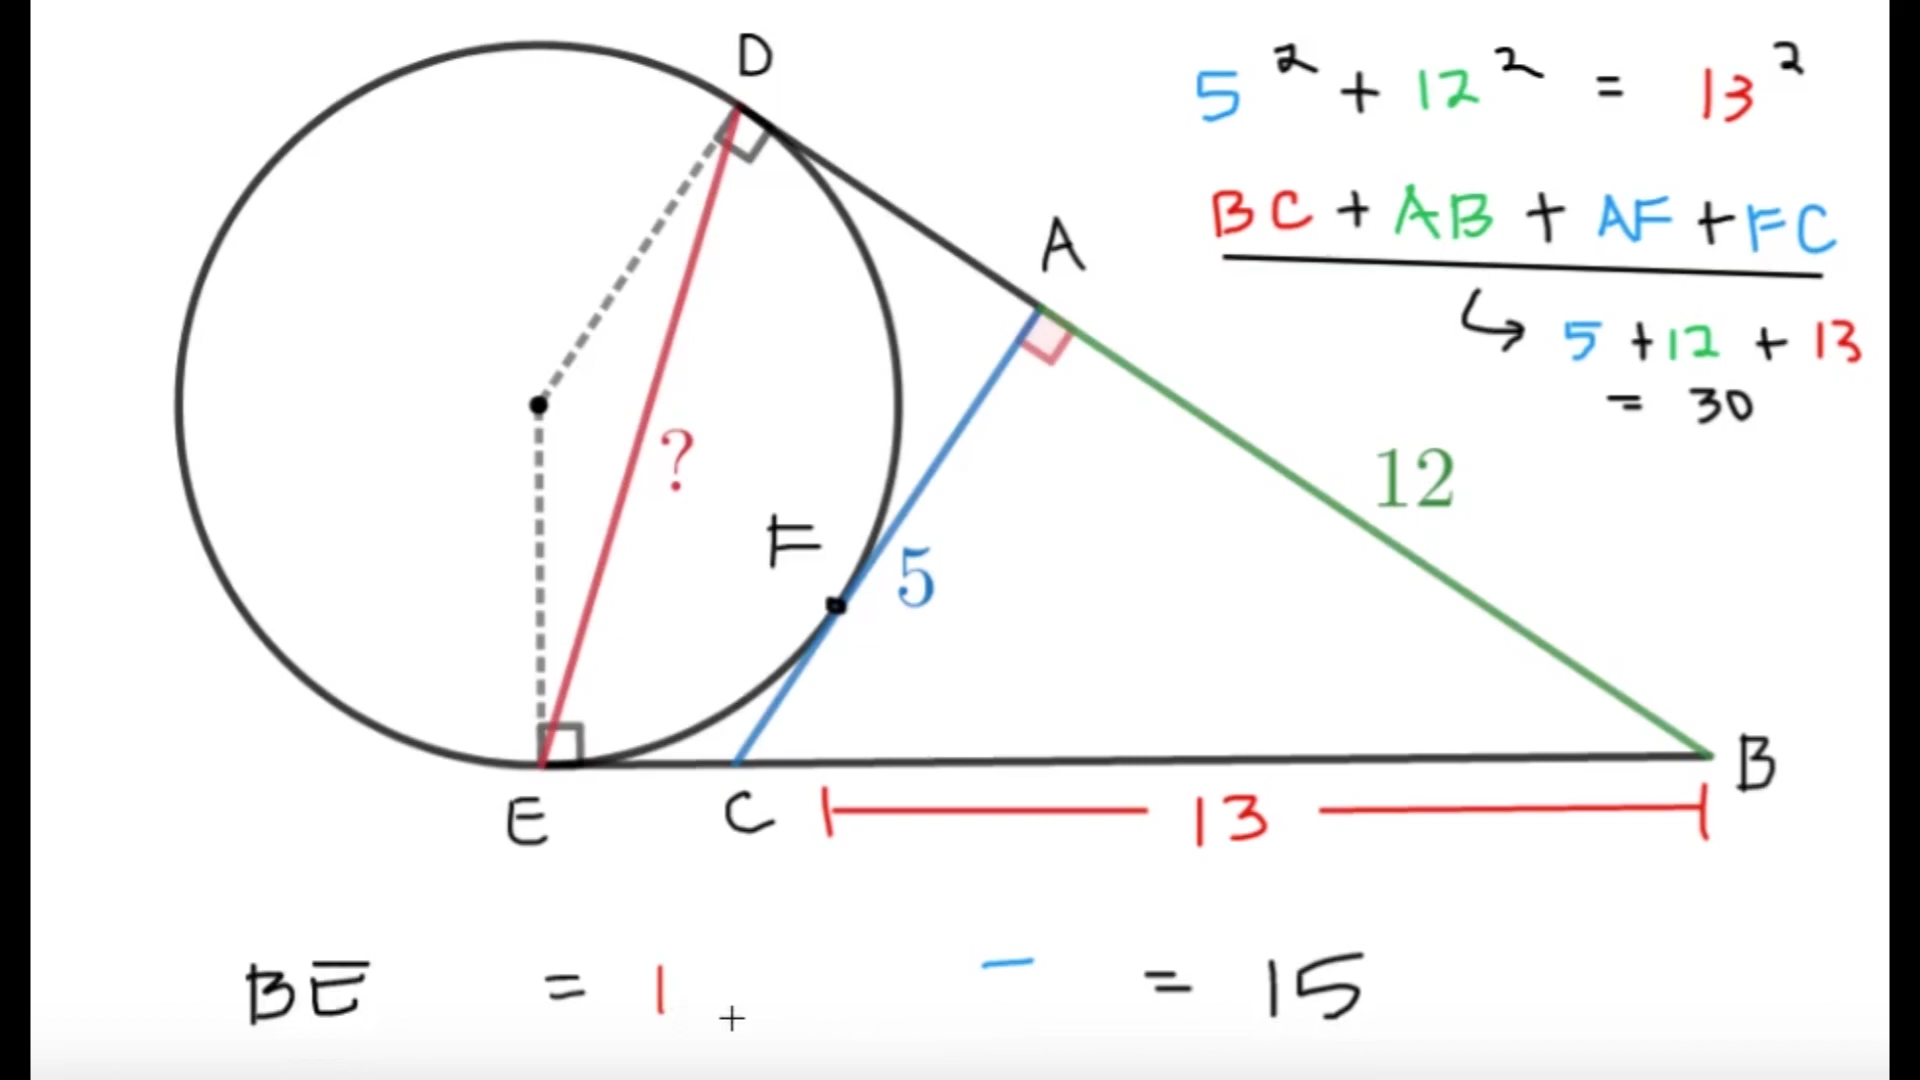 D
5² + 12² = 13²
BC + AB + AF + FC
A
5 + 12 + 13
= 30
?
12
F
5
B
E
C
13
BE = 1 - = 15